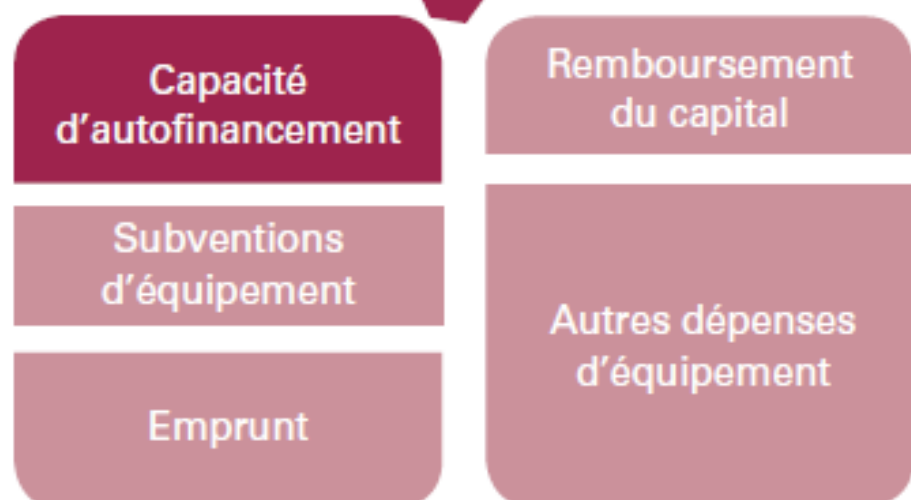 Capacité
d'autofinancement
Subventions
d'équipement
Emprunt
Remboursement
du capital
Autres dépenses
d'équipement